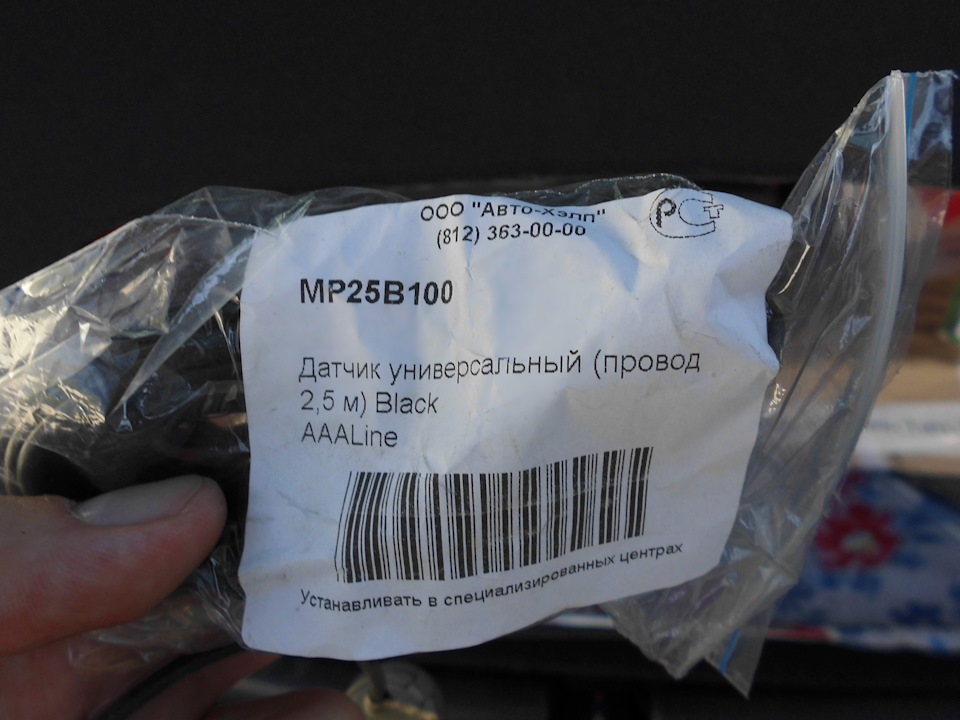 ООО "Авто-Хэлп"
(812) 363-00-00
MP25B100
Датчик универсальный (провод
2,5 м) Black
AAALine
Устанавливать в специализированных центрах